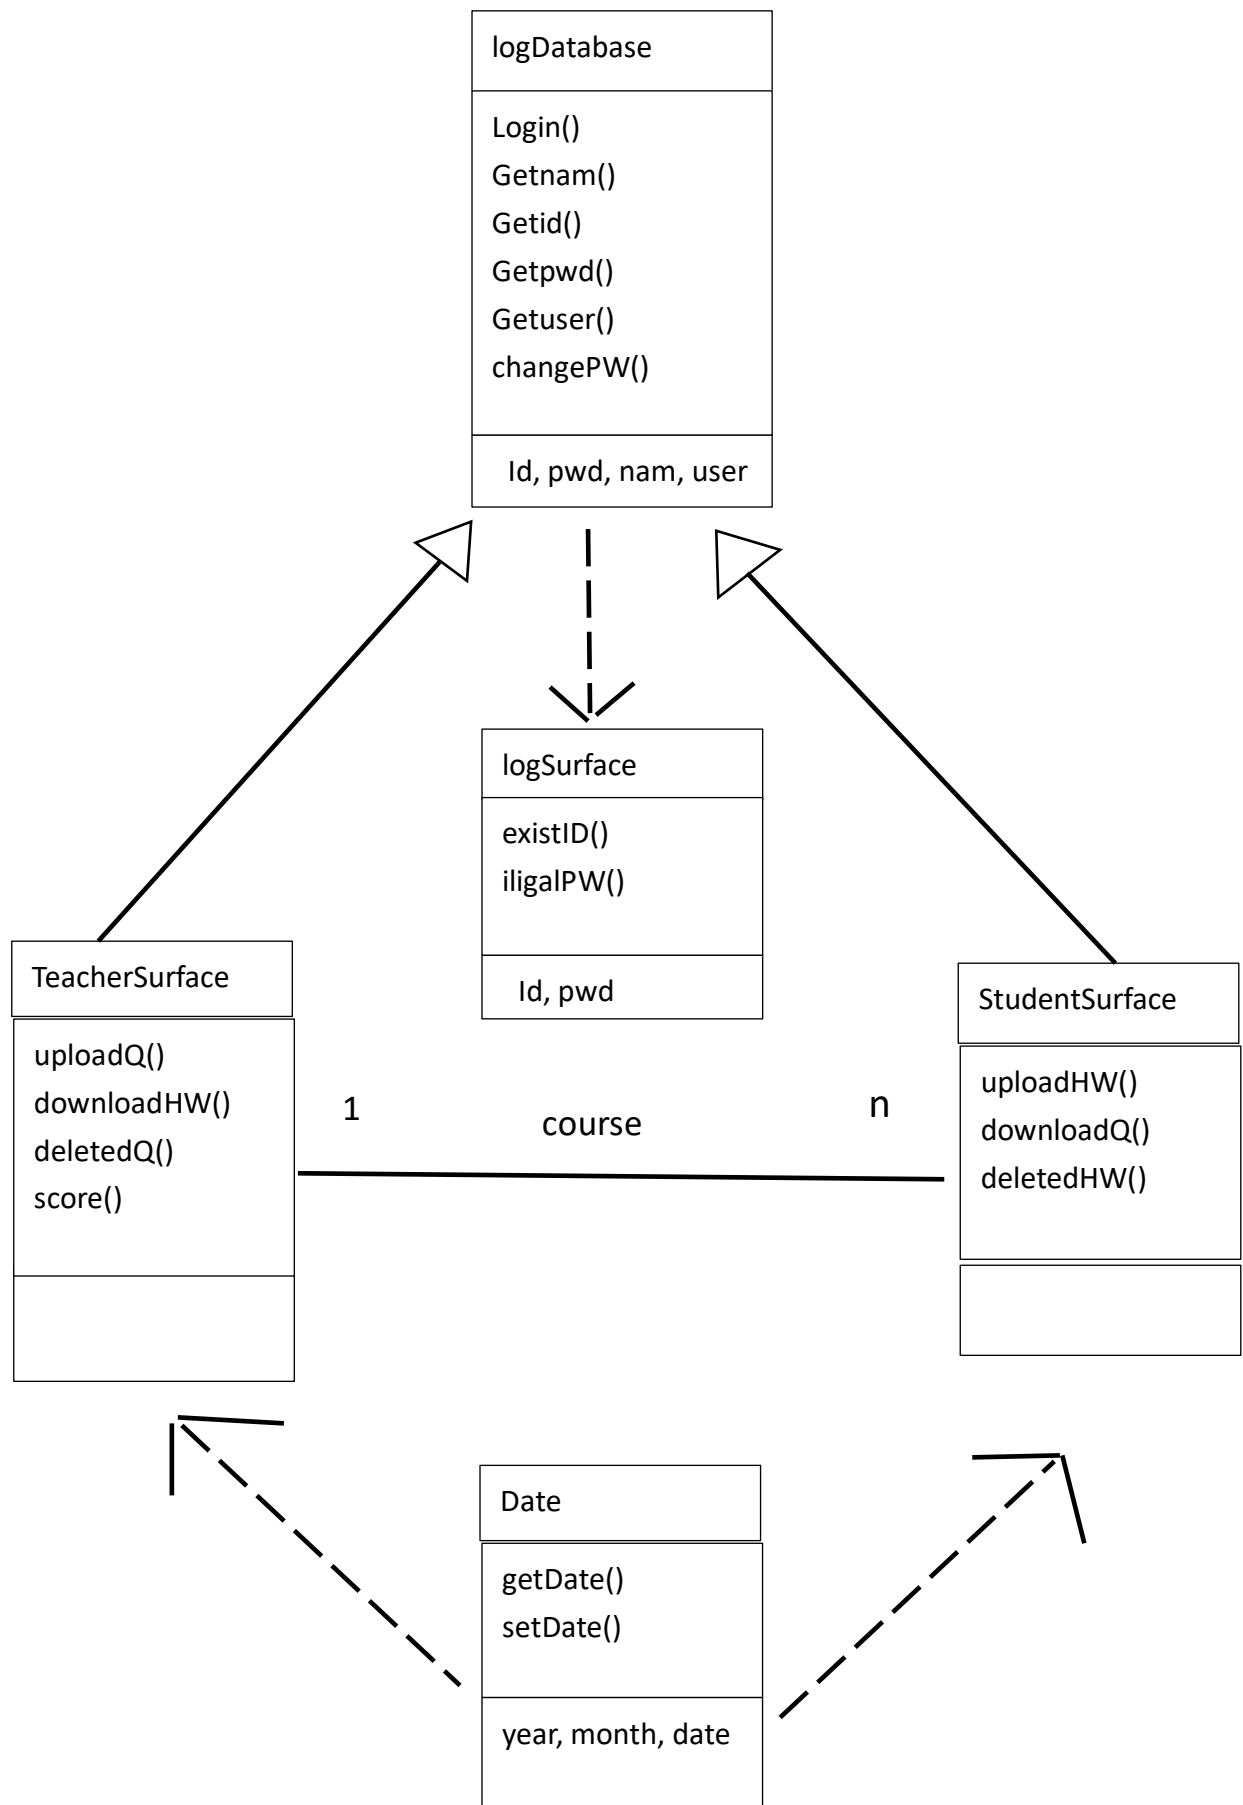 logDatabase
Login()
Getnam()
Getid()
Getpwd()
Getuser()
changePW()
Id, pwd, nam, user
logSurface
existID()
iligalPW()
Id, pwd
TeacherSurface
uploadQ()
downloadHW()
deletedQ()
score()
1
course
n
StudentSurface
uploadHW()
downloadQ()
deletedHW()
Date
getDate()
setDate()
year, month, date